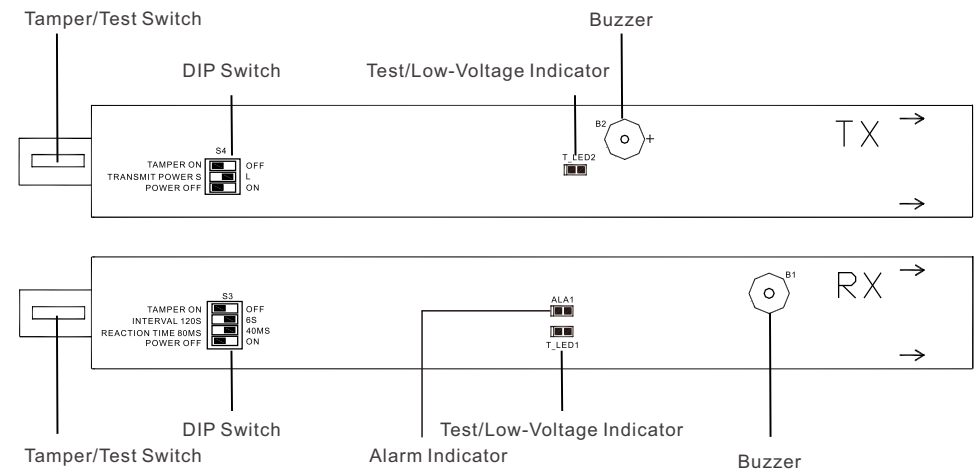 Tamper/Test Switch
Buzzer
DIP Switch
Test/Low-Voltage Indicator
S4
TAMPER ON OFF
TRANSMIT POWER S L
POWER OFF ON
T_LED2
B2 +
TX
S3
TAMPER ON OFF
INTERVAL 120S 6S
REACTION TIME 80MS 40MS
POWER OFF ON
ALA1
T_LED1
B1
RX
DIP Switch
Test/Low-Voltage Indicator
Tamper/Test Switch
Alarm Indicator
Buzzer